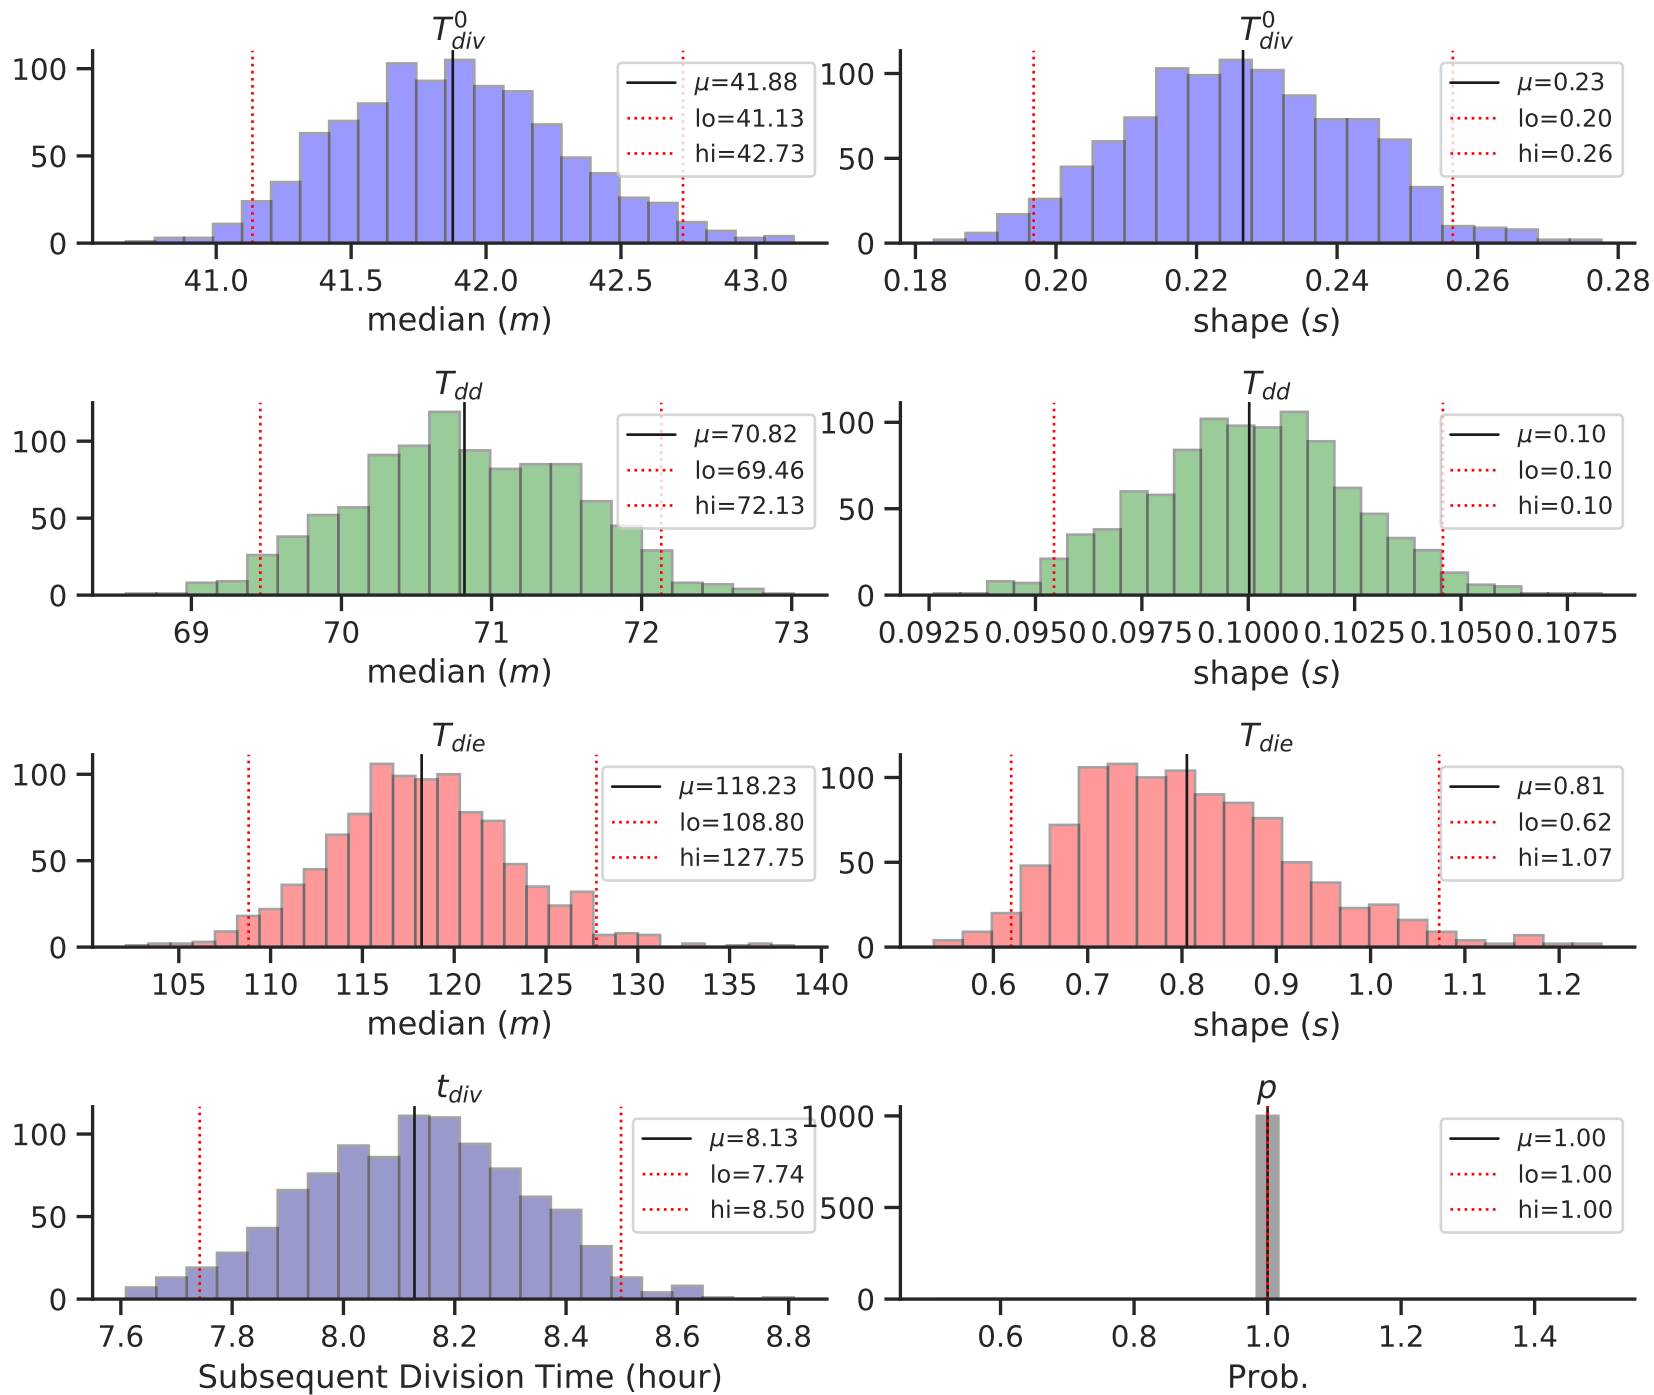 T⁰div
100
50
0
μ=41.88
lo=41.13
hi=42.73
41.0 41.5 42.0 42.5 43.0
median (m)
T⁰div
100
50
0
μ=0.23
lo=0.20
hi=0.26
0.18 0.20 0.22 0.24 0.26 0.28
shape (s)
Tdd
100
50
0
μ=70.82
lo=69.46
hi=72.13
69 70 71 72 73
median (m)
Tdd
100
50
0
μ=0.10
lo=0.10
hi=0.10
0.0925 0.0950 0.0975 0.1000 0.1025 0.1050 0.1075
shape (s)
Tdie
100
50
0
μ=118.23
lo=108.80
hi=127.75
105 110 115 120 125 130 135 140
median (m)
Tdie
100
50
0
μ=0.81
lo=0.62
hi=1.07
0.6 0.7 0.8 0.9 1.0 1.1 1.2
shape (s)
tdiv
100
50
0
μ=8.13
lo=7.74
hi=8.50
7.6 7.8 8.0 8.2 8.4 8.6 8.8
Subsequent Division Time (hour)
p
1000
500
0
μ=1.00
lo=1.00
hi=1.00
0.6 0.8 1.0 1.2 1.4
Prob.